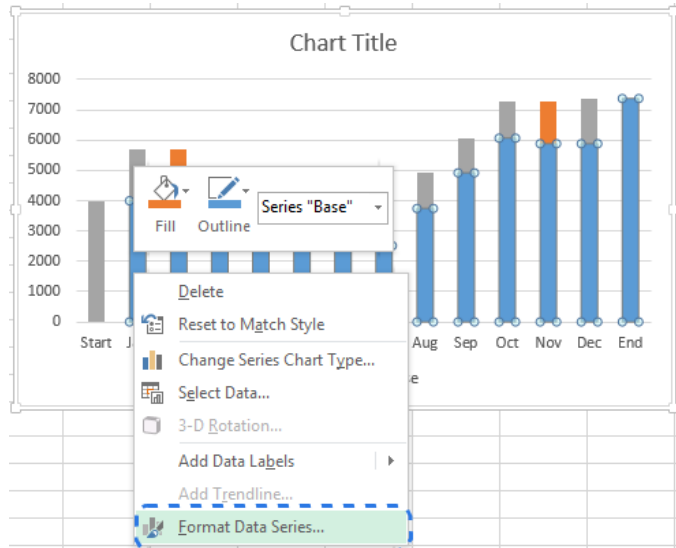 Chart Title
8000
7000
6000
5000
4000
3000
2000
1000
0
Fill
Outline
Series "Base"
Start
Aug Sep Oct Nov Dec End
Delete
Reset to Match Style
Change Series Chart Type...
Select Data...
3-D Rotation...
Add Data Labels
Add Trendline...
Format Data Series...